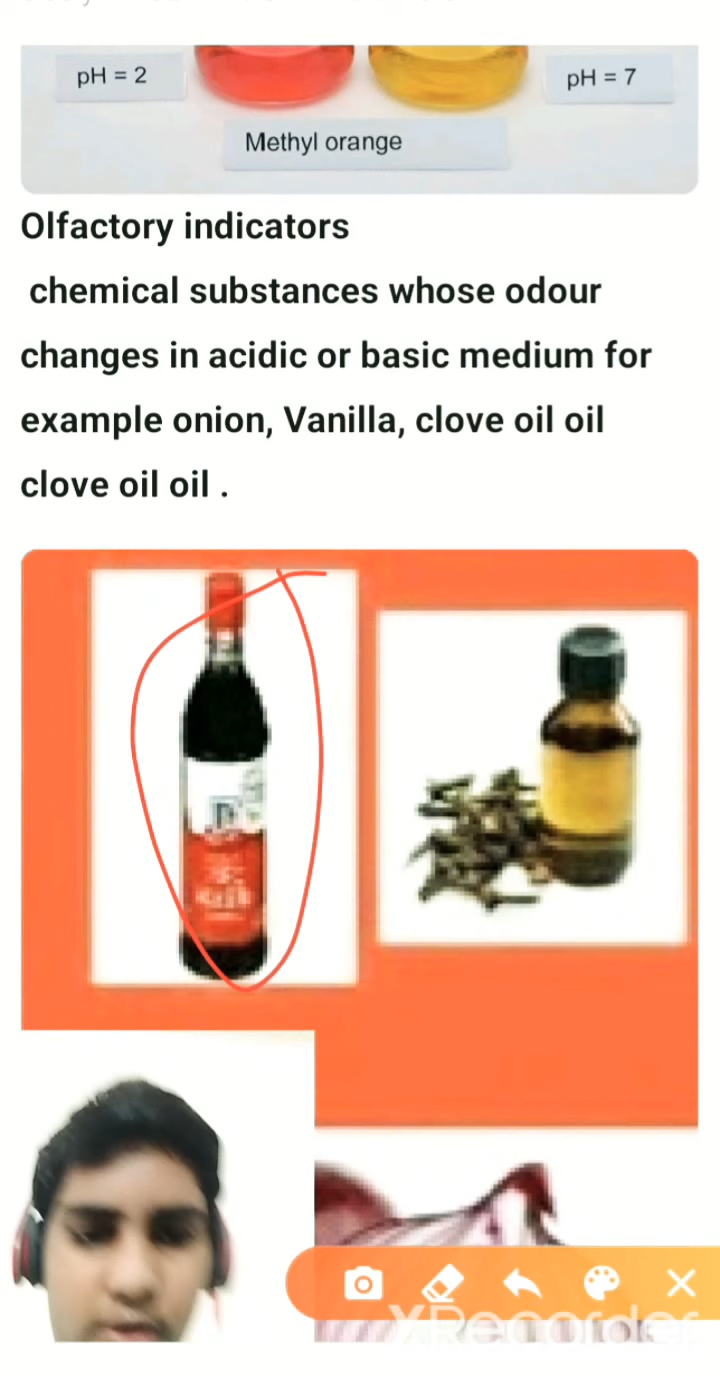 pH = 2
pH = 7
Methyl orange
Olfactory indicators
chemical substances whose odour
changes in acidic or basic medium for
example onion, Vanilla, clove oil oil
clove oil oil .
XRecorder